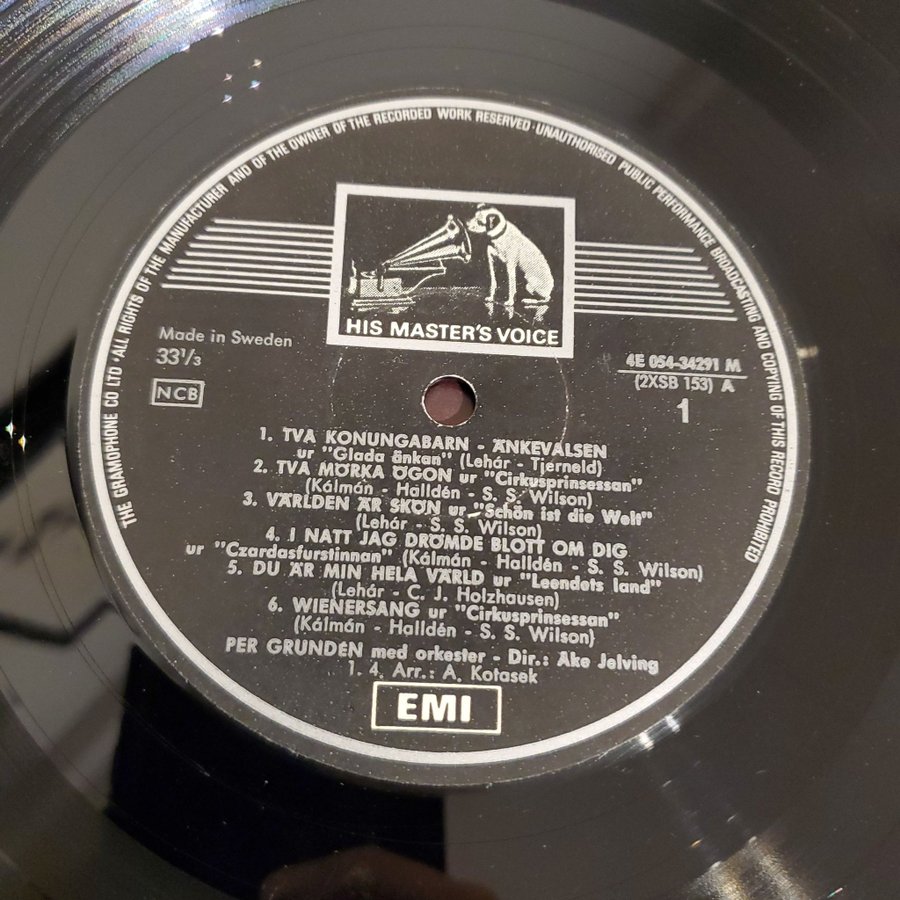 THE GRAMOPHONE CO LTD · ALL RIGHTS OF THE MANUFACTURER AND OF THE OWNER OF THE RECORDED WORK RESERVED · UNAUTHORISED PUBLIC PERFORMANCE BROADCASTING AND COPYING OF THIS RECORD PROHIBITED
HIS MASTER'S VOICE
Made in Sweden
33 1/3
NCB
4E 054-34291 M
(2XSB 153) A
1
1. TVA KONUNGABARN - ÄNKEVALSEN
ur "Glada änkan" (Lehár - Tjerneld)
2. TVA MÖRKA ÖGON ur "Cirkusprinsessan"
(Kálmán - Halldén - S. S. Wilson)
3. VÄRLDEN ÄR SKÖN ur "Schön ist die Welt"
(Lehár - S. S. Wilson)
4. I NATT JAG DRÖMDE BLOTT OM DIG
ur "Czardasfurstinnan" (Kálmán - Halldén - S. S. Wilson)
5. DU ÄR MIN HELA VÄRLD ur "Leendets land"
(Lehár - C. J. Holzhausen)
6. WIENERSANG ur "Cirkusprinsessan"
(Kálmán - Halldén - S. S. Wilson)
PER GRUNDÉN med orkester - Dir.: Åke Jelving
1. 4. Arr.: A. Kotasek
EMI